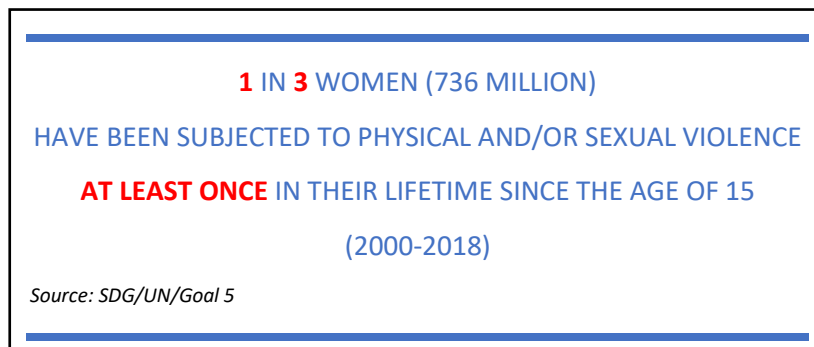 1 IN 3 WOMEN (736 MILLION)
HAVE BEEN SUBJECTED TO PHYSICAL AND/OR SEXUAL VIOLENCE
AT LEAST ONCE IN THEIR LIFETIME SINCE THE AGE OF 15
(2000-2018)
Source: SDG/UN/Goal 5